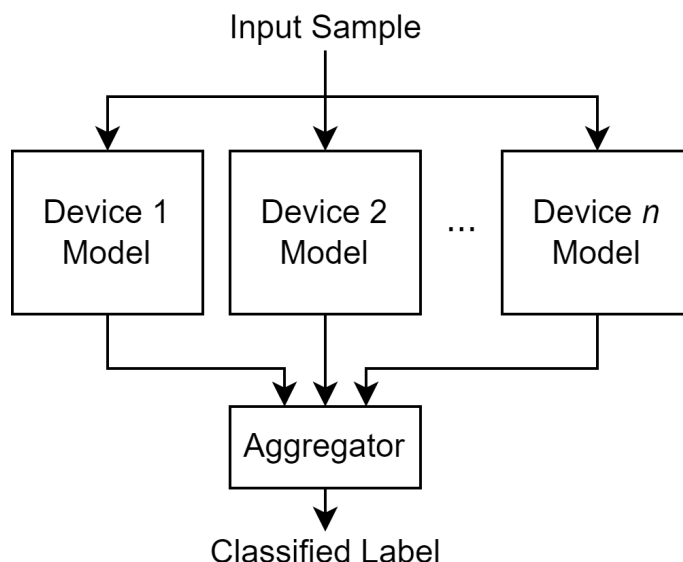 Input Sample
Device 1
Model
Device 2
Model
...
Device n
Model
Aggregator
Classified Label